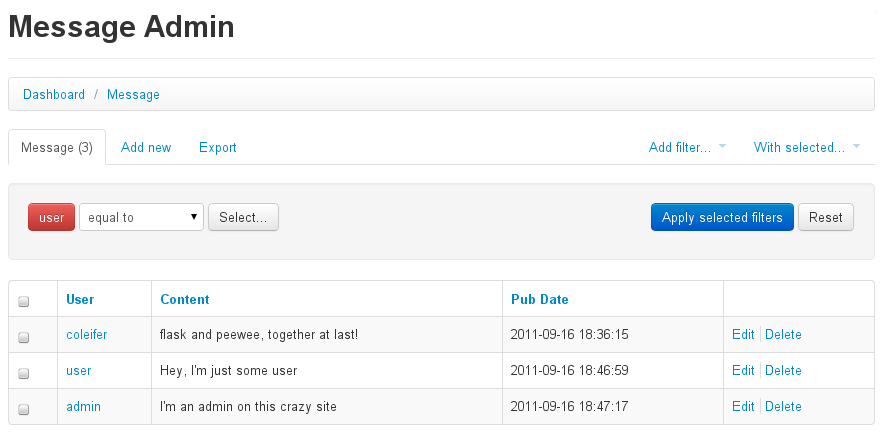 Message Admin
Dashboard / Message
Message (3) Add new Export Add filter... With selected...
user equal to Select... Apply selected filters Reset
User Content Pub Date
coleifer flask and peewee, together at last! 2011-09-16 18:36:15 Edit Delete
user Hey, I'm just some user 2011-09-16 18:46:59 Edit Delete
admin I'm an admin on this crazy site 2011-09-16 18:47:17 Edit Delete